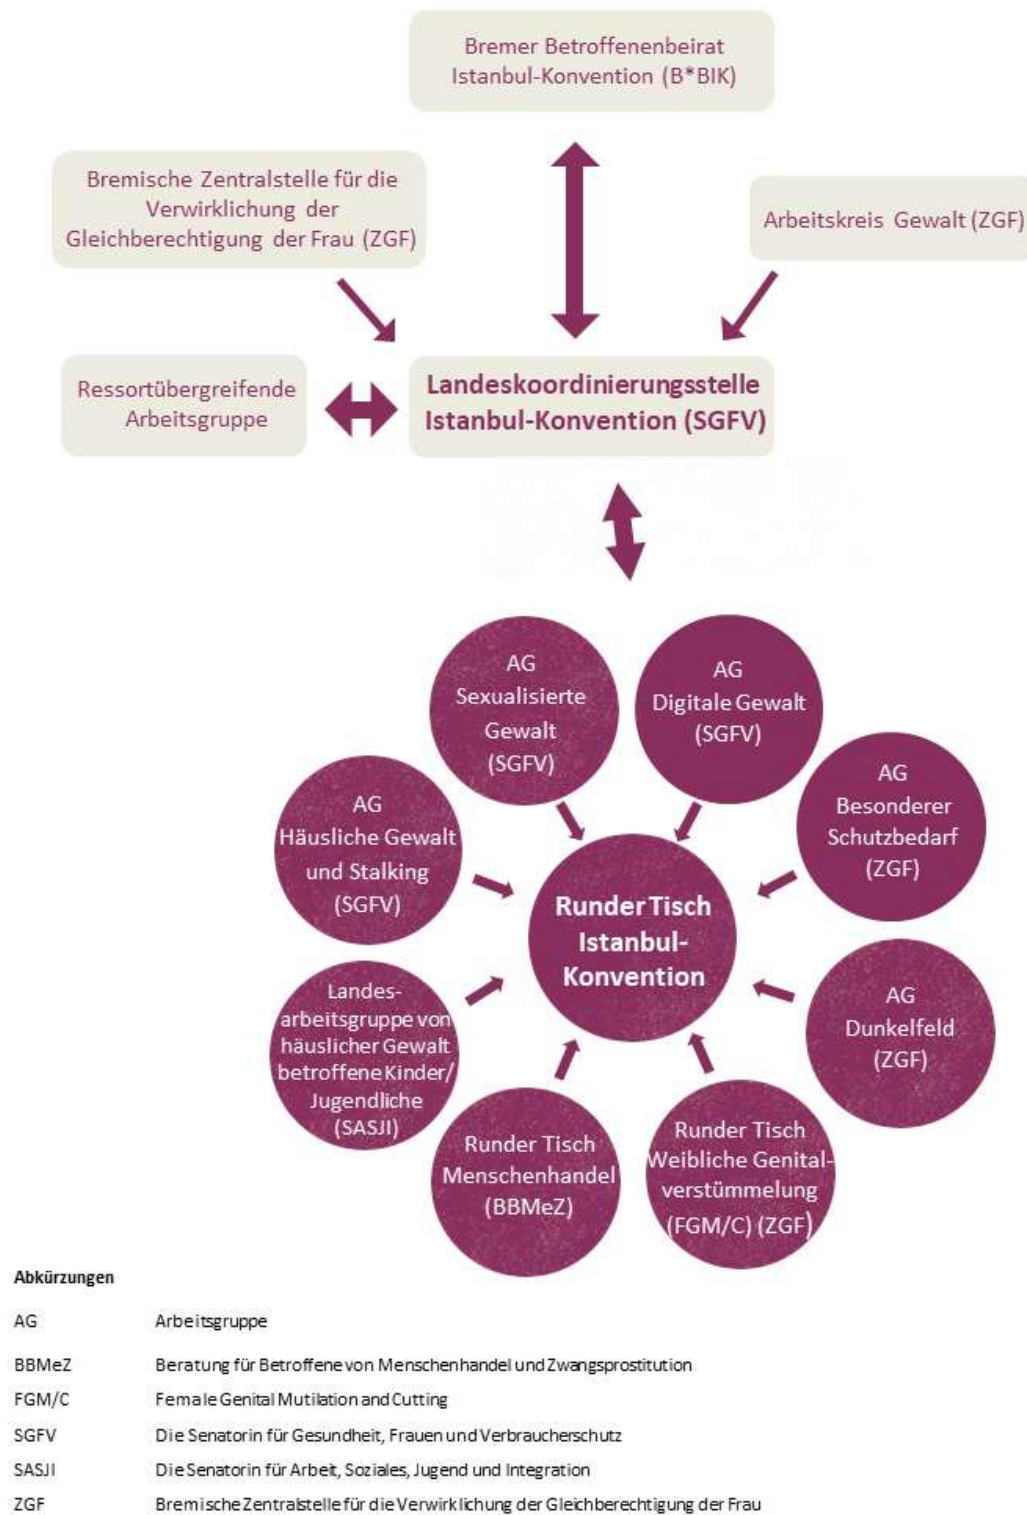 Bremer Betroffenenbeirat
Istanbul-Konvention (B*BIK)
Bremische Zentralstelle für die
Verwirklichung der
Gleichberechtigung der Frau (ZGF)
Arbeitskreis Gewalt (ZGF)
Ressortübergreifende
Arbeitsgruppe
Landeskoordinierungsstelle
Istanbul-Konvention (SGFV)
AG
Sexualisierte
Gewalt
(SGFV)
AG
Digitale Gewalt
(SGFV)
AG
Häusliche Gewalt
und Stalking
(SGFV)
AG
Besonderer
Schutzbedarf
(ZGF)
Runder Tisch
Istanbul-
Konvention
Landes-
arbeitsgruppe von
häuslicher Gewalt
betroffene Kinder/
Jugendliche
(SASJI)
AG
Dunkelfeld
(ZGF)
Runder Tisch
Menschenhandel
(BBMeZ)
Runder Tisch
Weibliche Genital-
verstümmelung
(FGM/C) (ZGF)
Abkürzungen
AG Arbeitsgruppe
BBMeZ Beratung für Betroffene von Menschenhandel und Zwangsprostitution
FGM/C Female Genital Mutilation and Cutting
SGFV Die Senatorin für Gesundheit, Frauen und Verbraucherschutz
SASJI Die Senatorin für Arbeit, Soziales, Jugend und Integration
ZGF Bremische Zentralstelle für die Verwirklichung der Gleichberechtigung der Frau